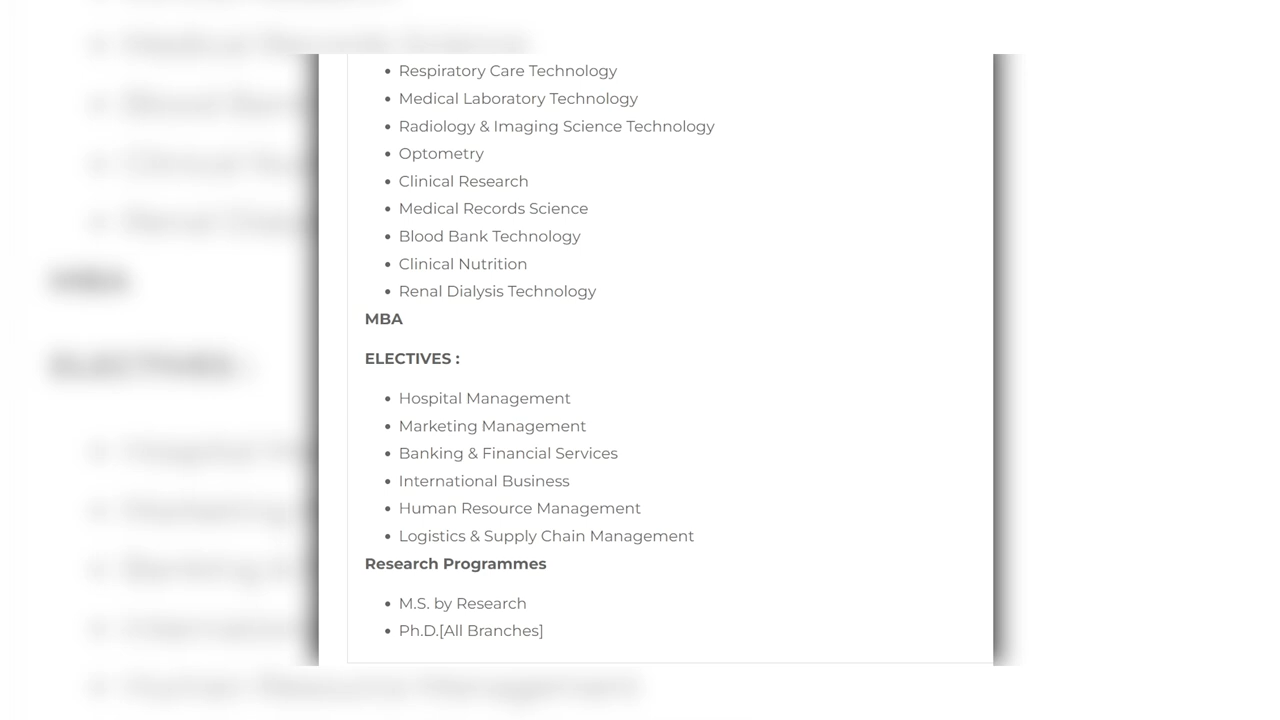 Respiratory Care Technology
Medical Laboratory Technology
Radiology & Imaging Science Technology
Optometry
Clinical Research
Medical Records Science
Blood Bank Technology
Clinical Nutrition
Renal Dialysis Technology
MBA
ELECTIVES :
Hospital Management
Marketing Management
Banking & Financial Services
International Business
Human Resource Management
Logistics & Supply Chain Management
Research Programmes
M.S. by Research
Ph.D.[All Branches]